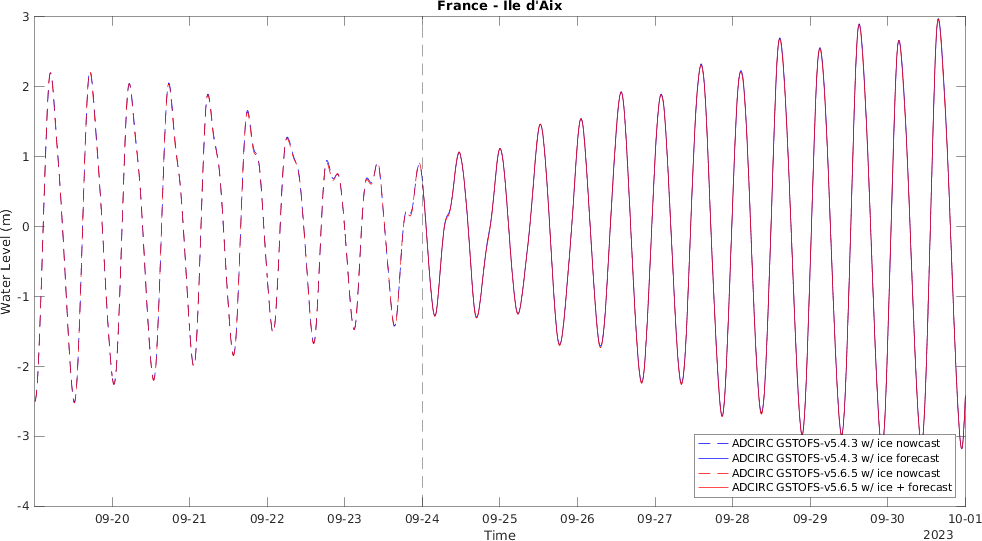 France - Ile d'Aix
3
2
1
0
-1
-2
-3
-4
Water Level (m)
09-20 09-21 09-22 09-23 09-24 09-25 09-26 09-27 09-28 09-29 09-30 10-01
Time
2023
ADCIRC GSTOFS-v5.4.3 w/ ice nowcast
ADCIRC GSTOFS-v5.4.3 w/ ice forecast
ADCIRC GSTOFS-v5.6.5 w/ ice nowcast
ADCIRC GSTOFS-v5.6.5 w/ ice + forecast